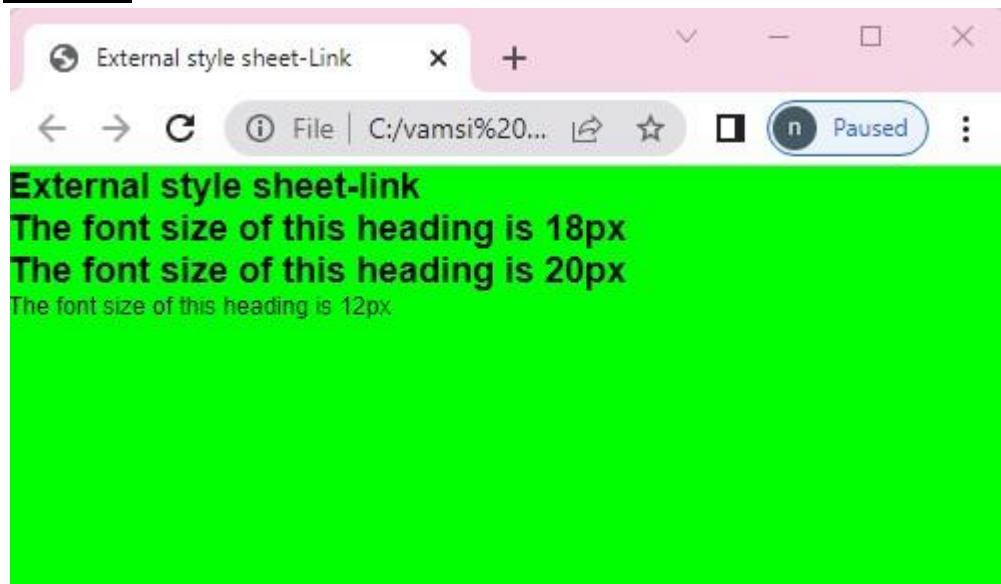 External style sheet-Link
File | C:/vamsi%20...
n
Paused
External style sheet-link
The font size of this heading is 18px
The font size of this heading is 20px
The font size of this heading is 12px